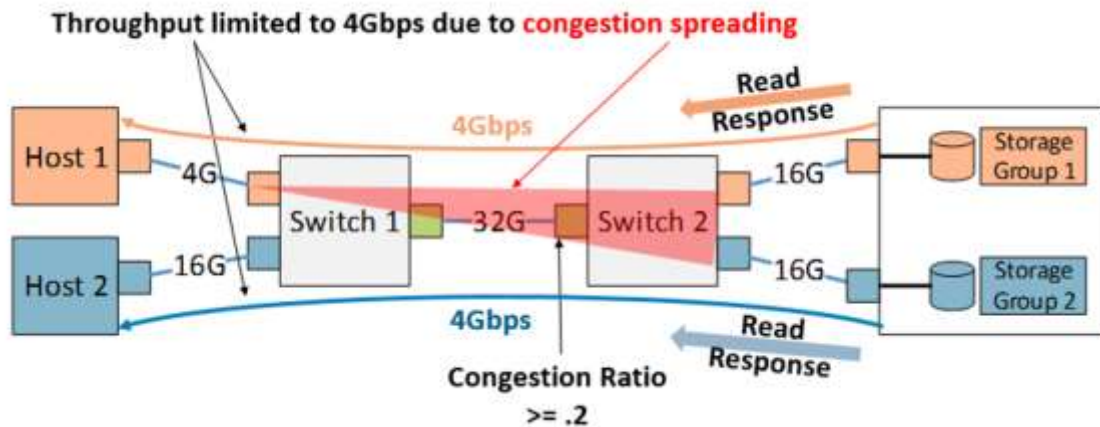 Throughput limited to 4Gbps due to congestion spreading
Read
Response
4Gbps
Host 1
4G
Switch 1
32G
Switch 2
16G
Storage
Group 1
Host 2
16G
16G
Storage
Group 2
4Gbps
Read
Response
Congestion Ratio
>= .2